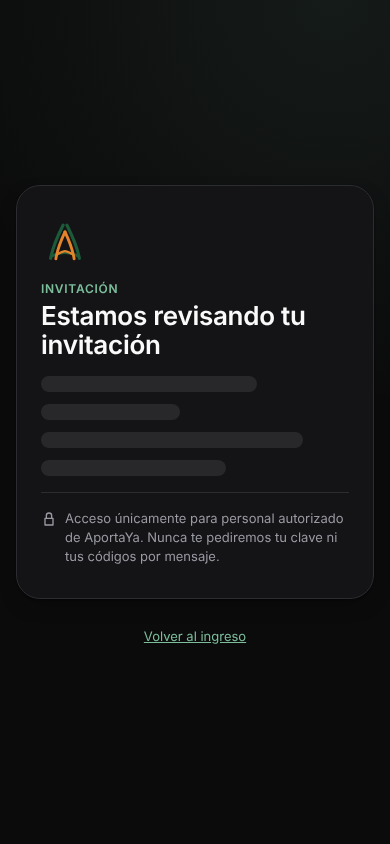 INVITACIÓN
Estamos revisando tu
invitación
Acceso únicamente para personal autorizado
de AportaYa. Nunca te pediremos tu clave ni
tus códigos por mensaje.
Volver al ingreso